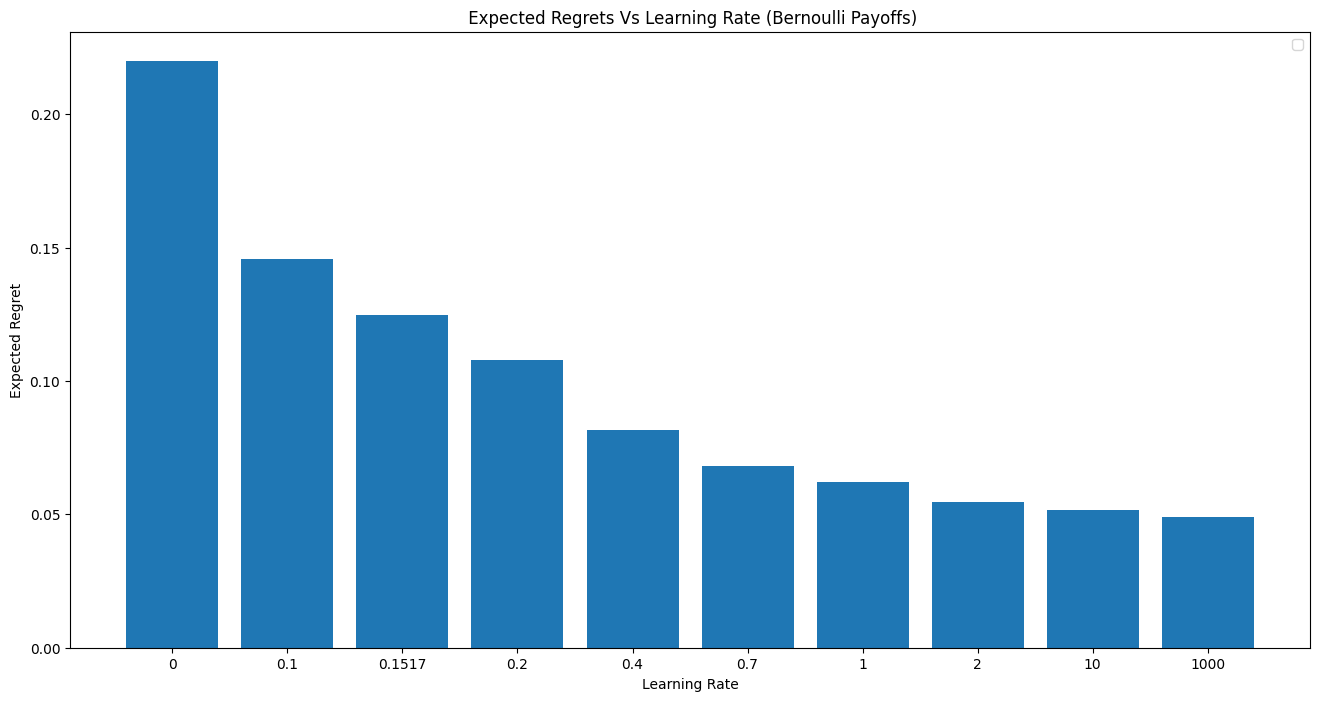 Expected Regrets Vs Learning Rate (Bernoulli Payoffs)
Expected Regret
0.20
0.15
0.10
0.05
0.00
0 0.1 0.1517 0.2 0.4 0.7 1 2 10 1000
Learning Rate